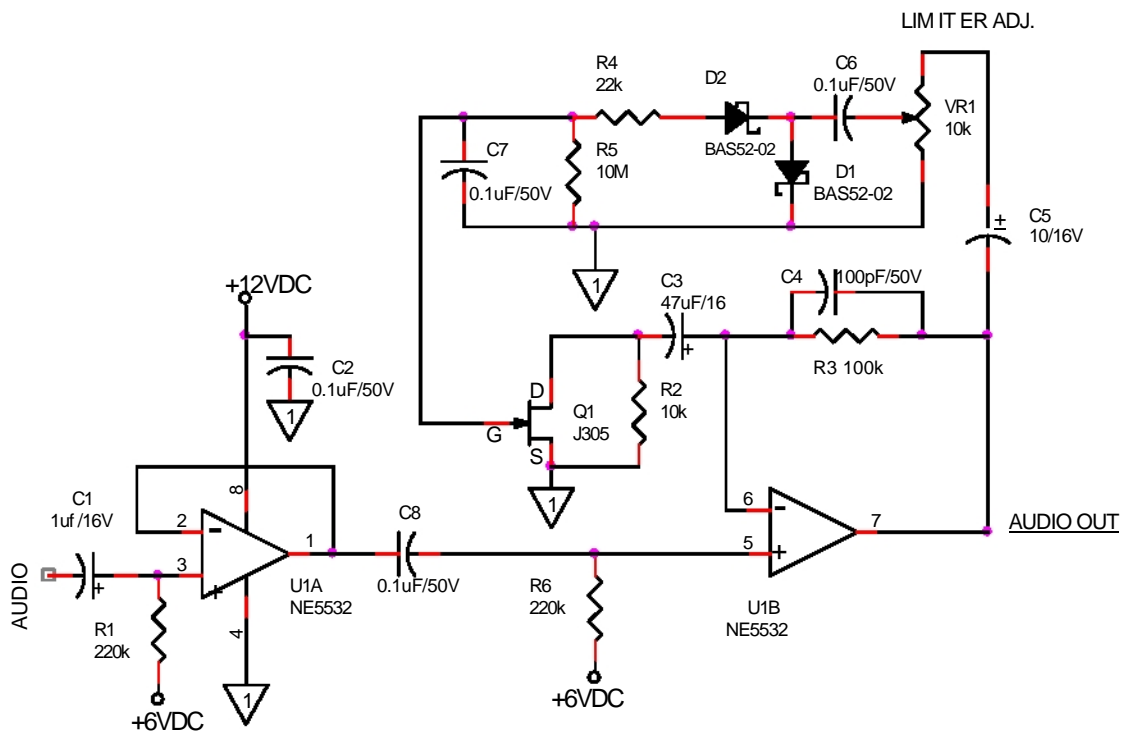 LIMITER ADJ.
R4
22k
D2
BAS52-02
C6
0.1uF/50V
VR1
10k
C7
0.1uF/50V
R5
10M
D1
BAS52-02
C5
10/16V
±
1
+12VDC
C3
47uF/16
+
C4
100pF/50V
R3 100k
C2
0.1uF/50V
1
D
G
S
Q1
J305
R2
10k
1
C1
1uf/16V
+
AUDIO
8
2
-
3
+
1
4
U1A
NE5532
C8
0.1uF/50V
R1
220k
+6VDC
1
R6
220k
+6VDC
6
-
5
+
7
U1B
NE5532
AUDIO OUT